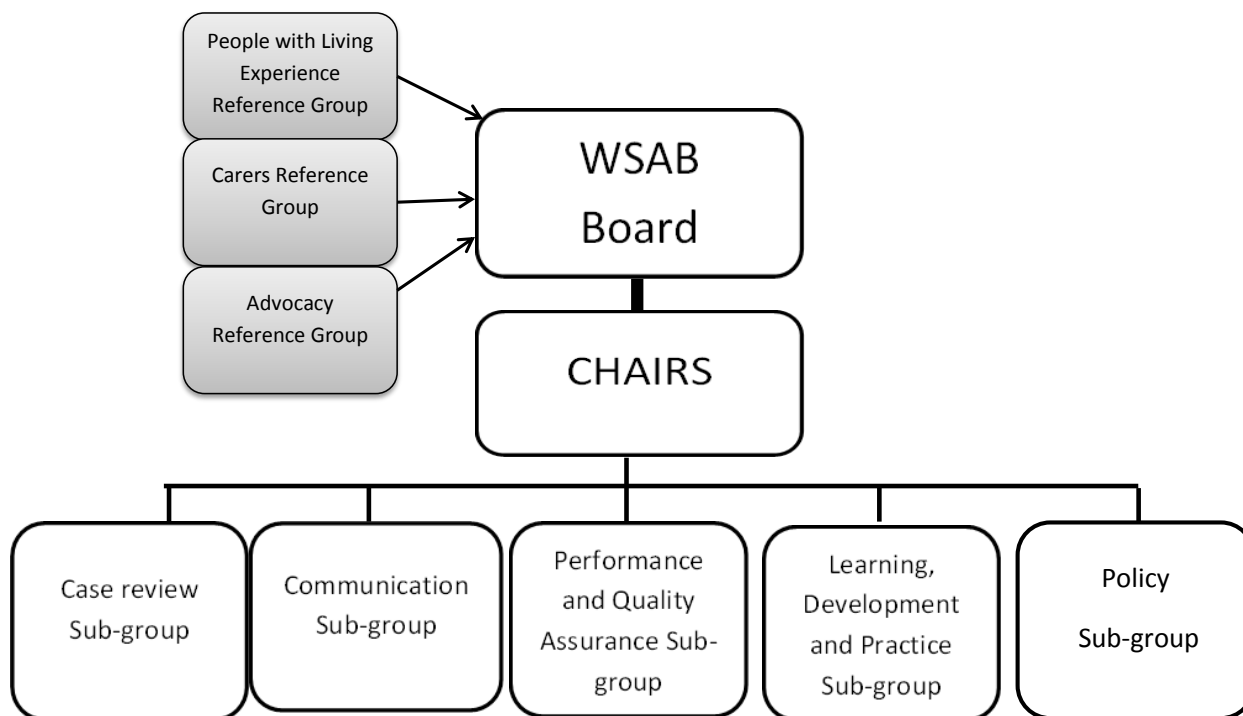 People with Living
Experience
Reference Group
Carers Reference
Group
Advocacy
Reference Group
WSAB
Board
CHAIRS
Case review
Sub-group
Communication
Sub-group
Performance
and Quality
Assurance Sub-
group
Learning,
Development
and Practice
Sub-group
Policy
Sub-group